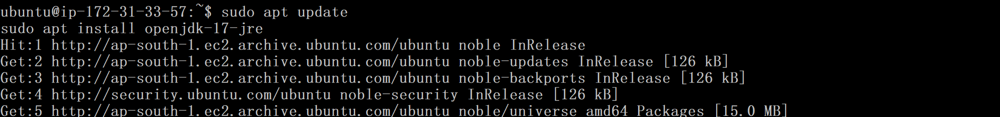 ubuntu@ip-172-31-33-57:~$ sudo apt update
sudo apt install openjdk-17-jre
Hit:1 http://ap-south-1.ec2.archive.ubuntu.com/ubuntu noble InRelease
Get:2 http://ap-south-1.ec2.archive.ubuntu.com/ubuntu noble-updates InRelease [126 kB]
Get:3 http://ap-south-1.ec2.archive.ubuntu.com/ubuntu noble-backports InRelease [126 kB]
Get:4 http://security.ubuntu.com/ubuntu noble-security InRelease [126 kB]
Get:5 http://ap-south-1.ec2.archive.ubuntu.com/ubuntu noble/universe amd64 Packages [15.0 MB]